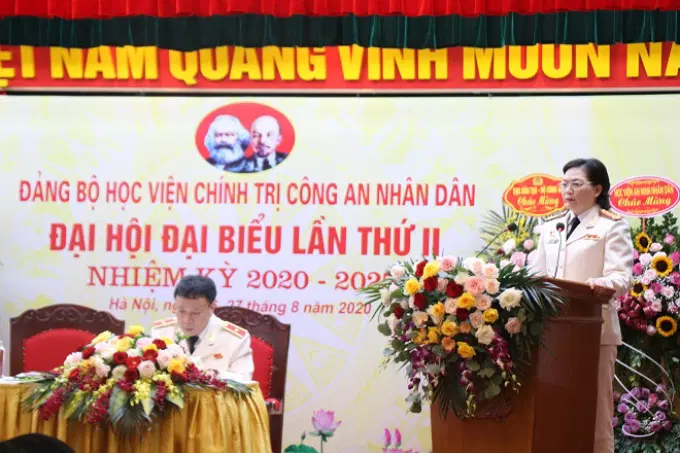 VIỆT NAM QUANG VINH MUÔN NĂ
ĐẢNG BỘ HỌC VIỆN CHÍNH TRỊ CÔNG AN NHÂN DÂN
ĐẠI HỘI ĐẠI BIỂU LẦN THỨ II
NHIỆM KỲ 2020 - 202
Hà Nội, 27 tháng 8 năm 2020
Chúc Mừng
HỌC VIỆN AN NINH NHÂN DÂN
Chúc Mừng